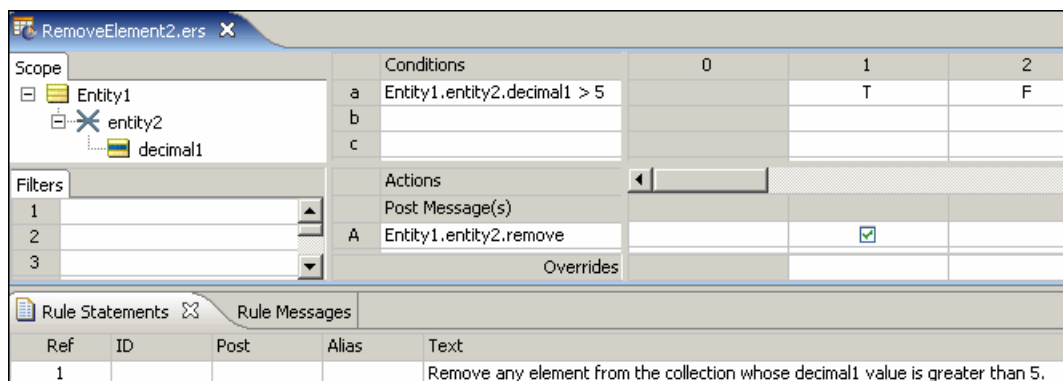 RemoveElement2.ers
Scope
Entity1
entity2
decimal1
Conditions 0 1 2
a Entity1.entity2.decimal1 > 5 T F
b
c
Filters
1
2
3
Actions
Post Message(s)
A Entity1.entity2.remove
Overrides
Rule Statements Rule Messages
Ref ID Post Alias Text
1 Remove any element from the collection whose decimal1 value is greater than 5.